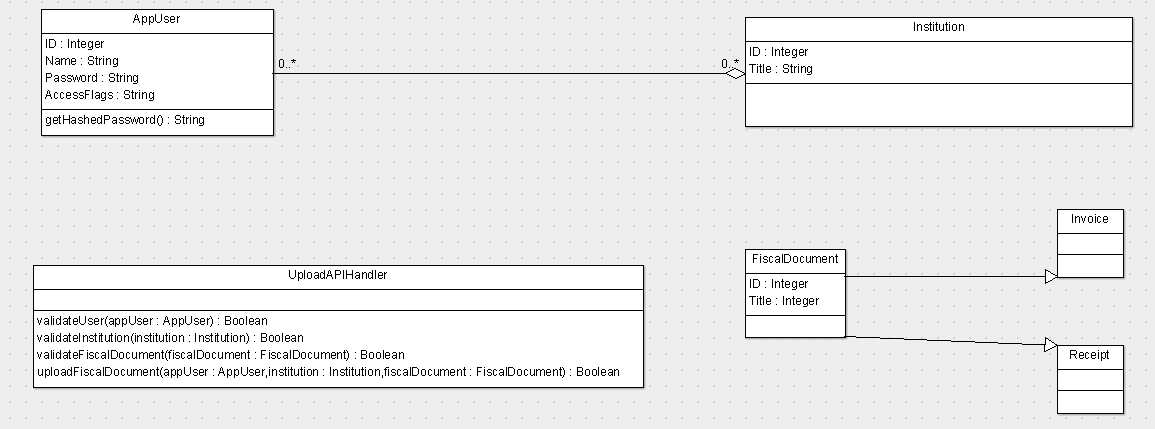 AppUser
ID : Integer
Name : String
Password : String
AccessFlags : String
getHashedPassword() : String
0..*
0..*
Institution
ID : Integer
Title : String
UploadAPIHandler
validateUser(appUser : AppUser) : Boolean
validateInstitution(institution : Institution) : Boolean
validateFiscalDocument(fiscalDocument : FiscalDocument) : Boolean
uploadFiscalDocument(appUser : AppUser,institution : Institution,fiscalDocument : FiscalDocument) : Boolean
FiscalDocument
ID : Integer
Title : Integer
Invoice
Receipt